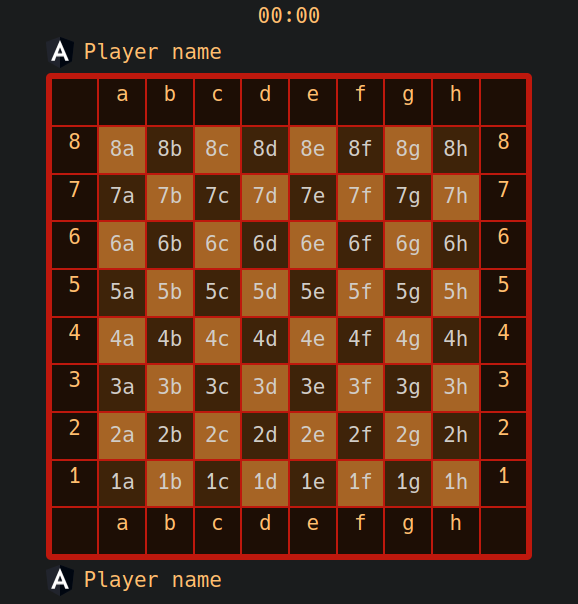 00:00
A Player name
a b c d e f g h
8 8a 8b 8c 8d 8e 8f 8g 8h 8
7 7a 7b 7c 7d 7e 7f 7g 7h 7
6 6a 6b 6c 6d 6e 6f 6g 6h 6
5 5a 5b 5c 5d 5e 5f 5g 5h 5
4 4a 4b 4c 4d 4e 4f 4g 4h 4
3 3a 3b 3c 3d 3e 3f 3g 3h 3
2 2a 2b 2c 2d 2e 2f 2g 2h 2
1 1a 1b 1c 1d 1e 1f 1g 1h 1
a b c d e f g h
A Player name